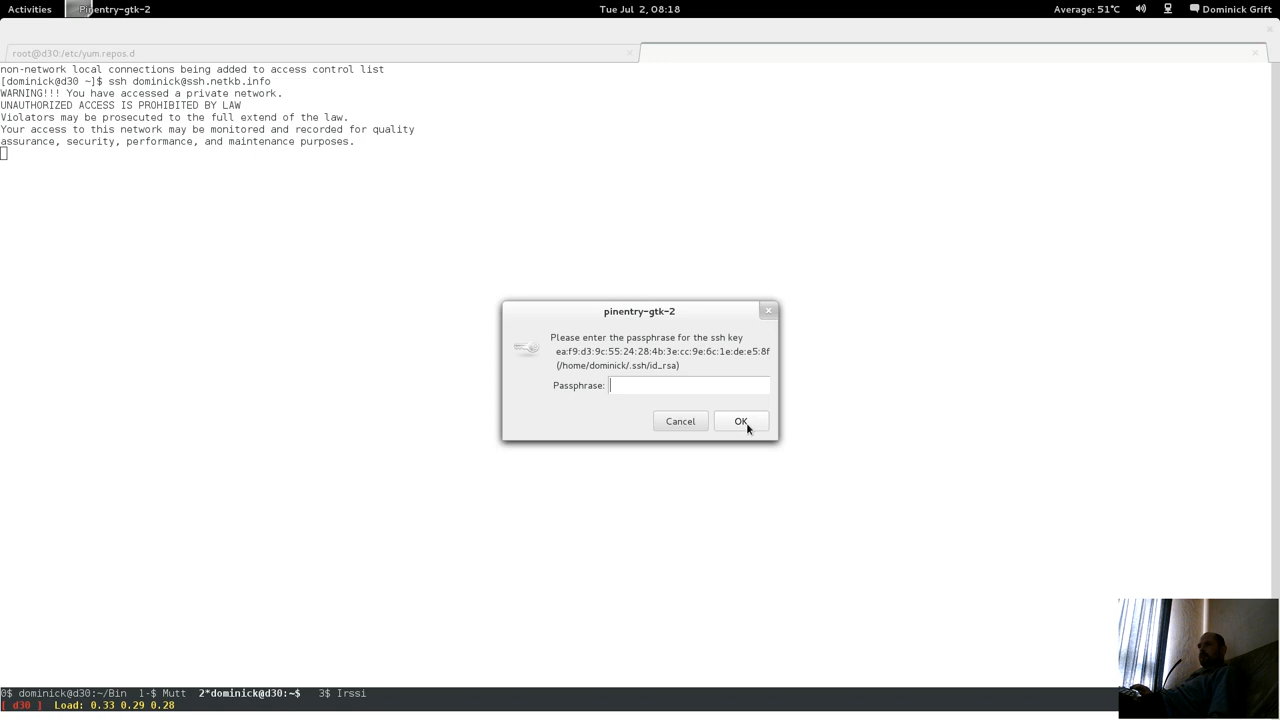 Activities
Pinentry-gtk-2
Tue Jul 2, 08:18
Average: 51°C
Dominick Grift
root@d30:/etc/yum.repos.d
non-network local connections being added to access control list
[dominick@d30 ~]$ ssh dominick@ssh.netkb.info
WARNING!!! You have accessed a private network.
UNAUTHORIZED ACCESS IS PROHIBITED BY LAW
Violators may be prosecuted to the full extend of the law.
Your access to this network may be monitored and recorded for quality
assurance, security, performance, and maintenance purposes.
pinentry-gtk-2
Please enter the passphrase for the ssh key
ea:f9:d3:9c:55:24:28:4b:3e:cc:9e:6c:1e:de:e5:8f
(/home/dominick/.ssh/id_rsa)
Passphrase:
Cancel OK
0$ dominick@d30:~/Bin 1-$ Mutt 2*dominick@d30:~$ 3$ Irssi
[ d30 ] Load: 0.33 0.29 0.28